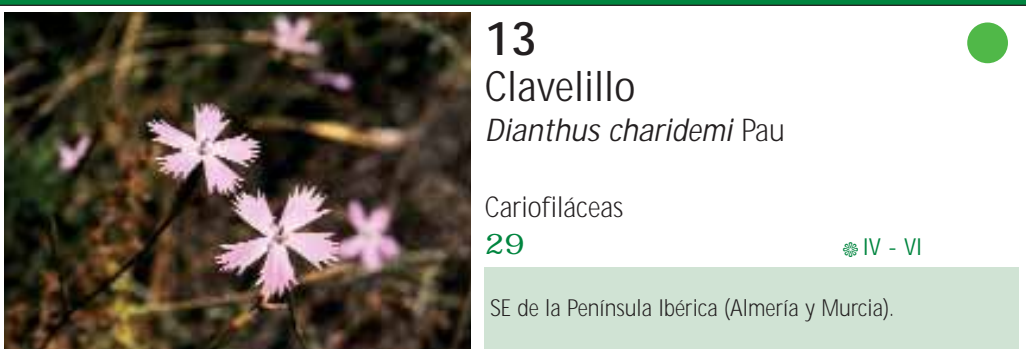 13
Clavelillo
Dianthus charidemi Pau
Cariofiláceas
29
IV - VI
SE de la Península Ibérica (Almería y Murcia).